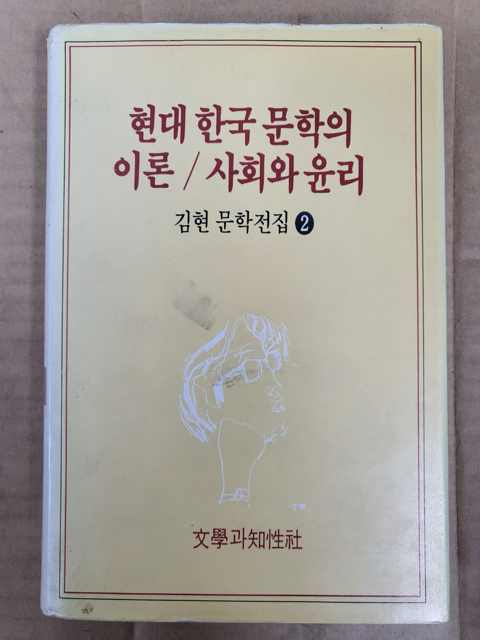 현대 한국 문학의
이론 / 사회와 윤리
김현 문학전집 2
文學과知性社